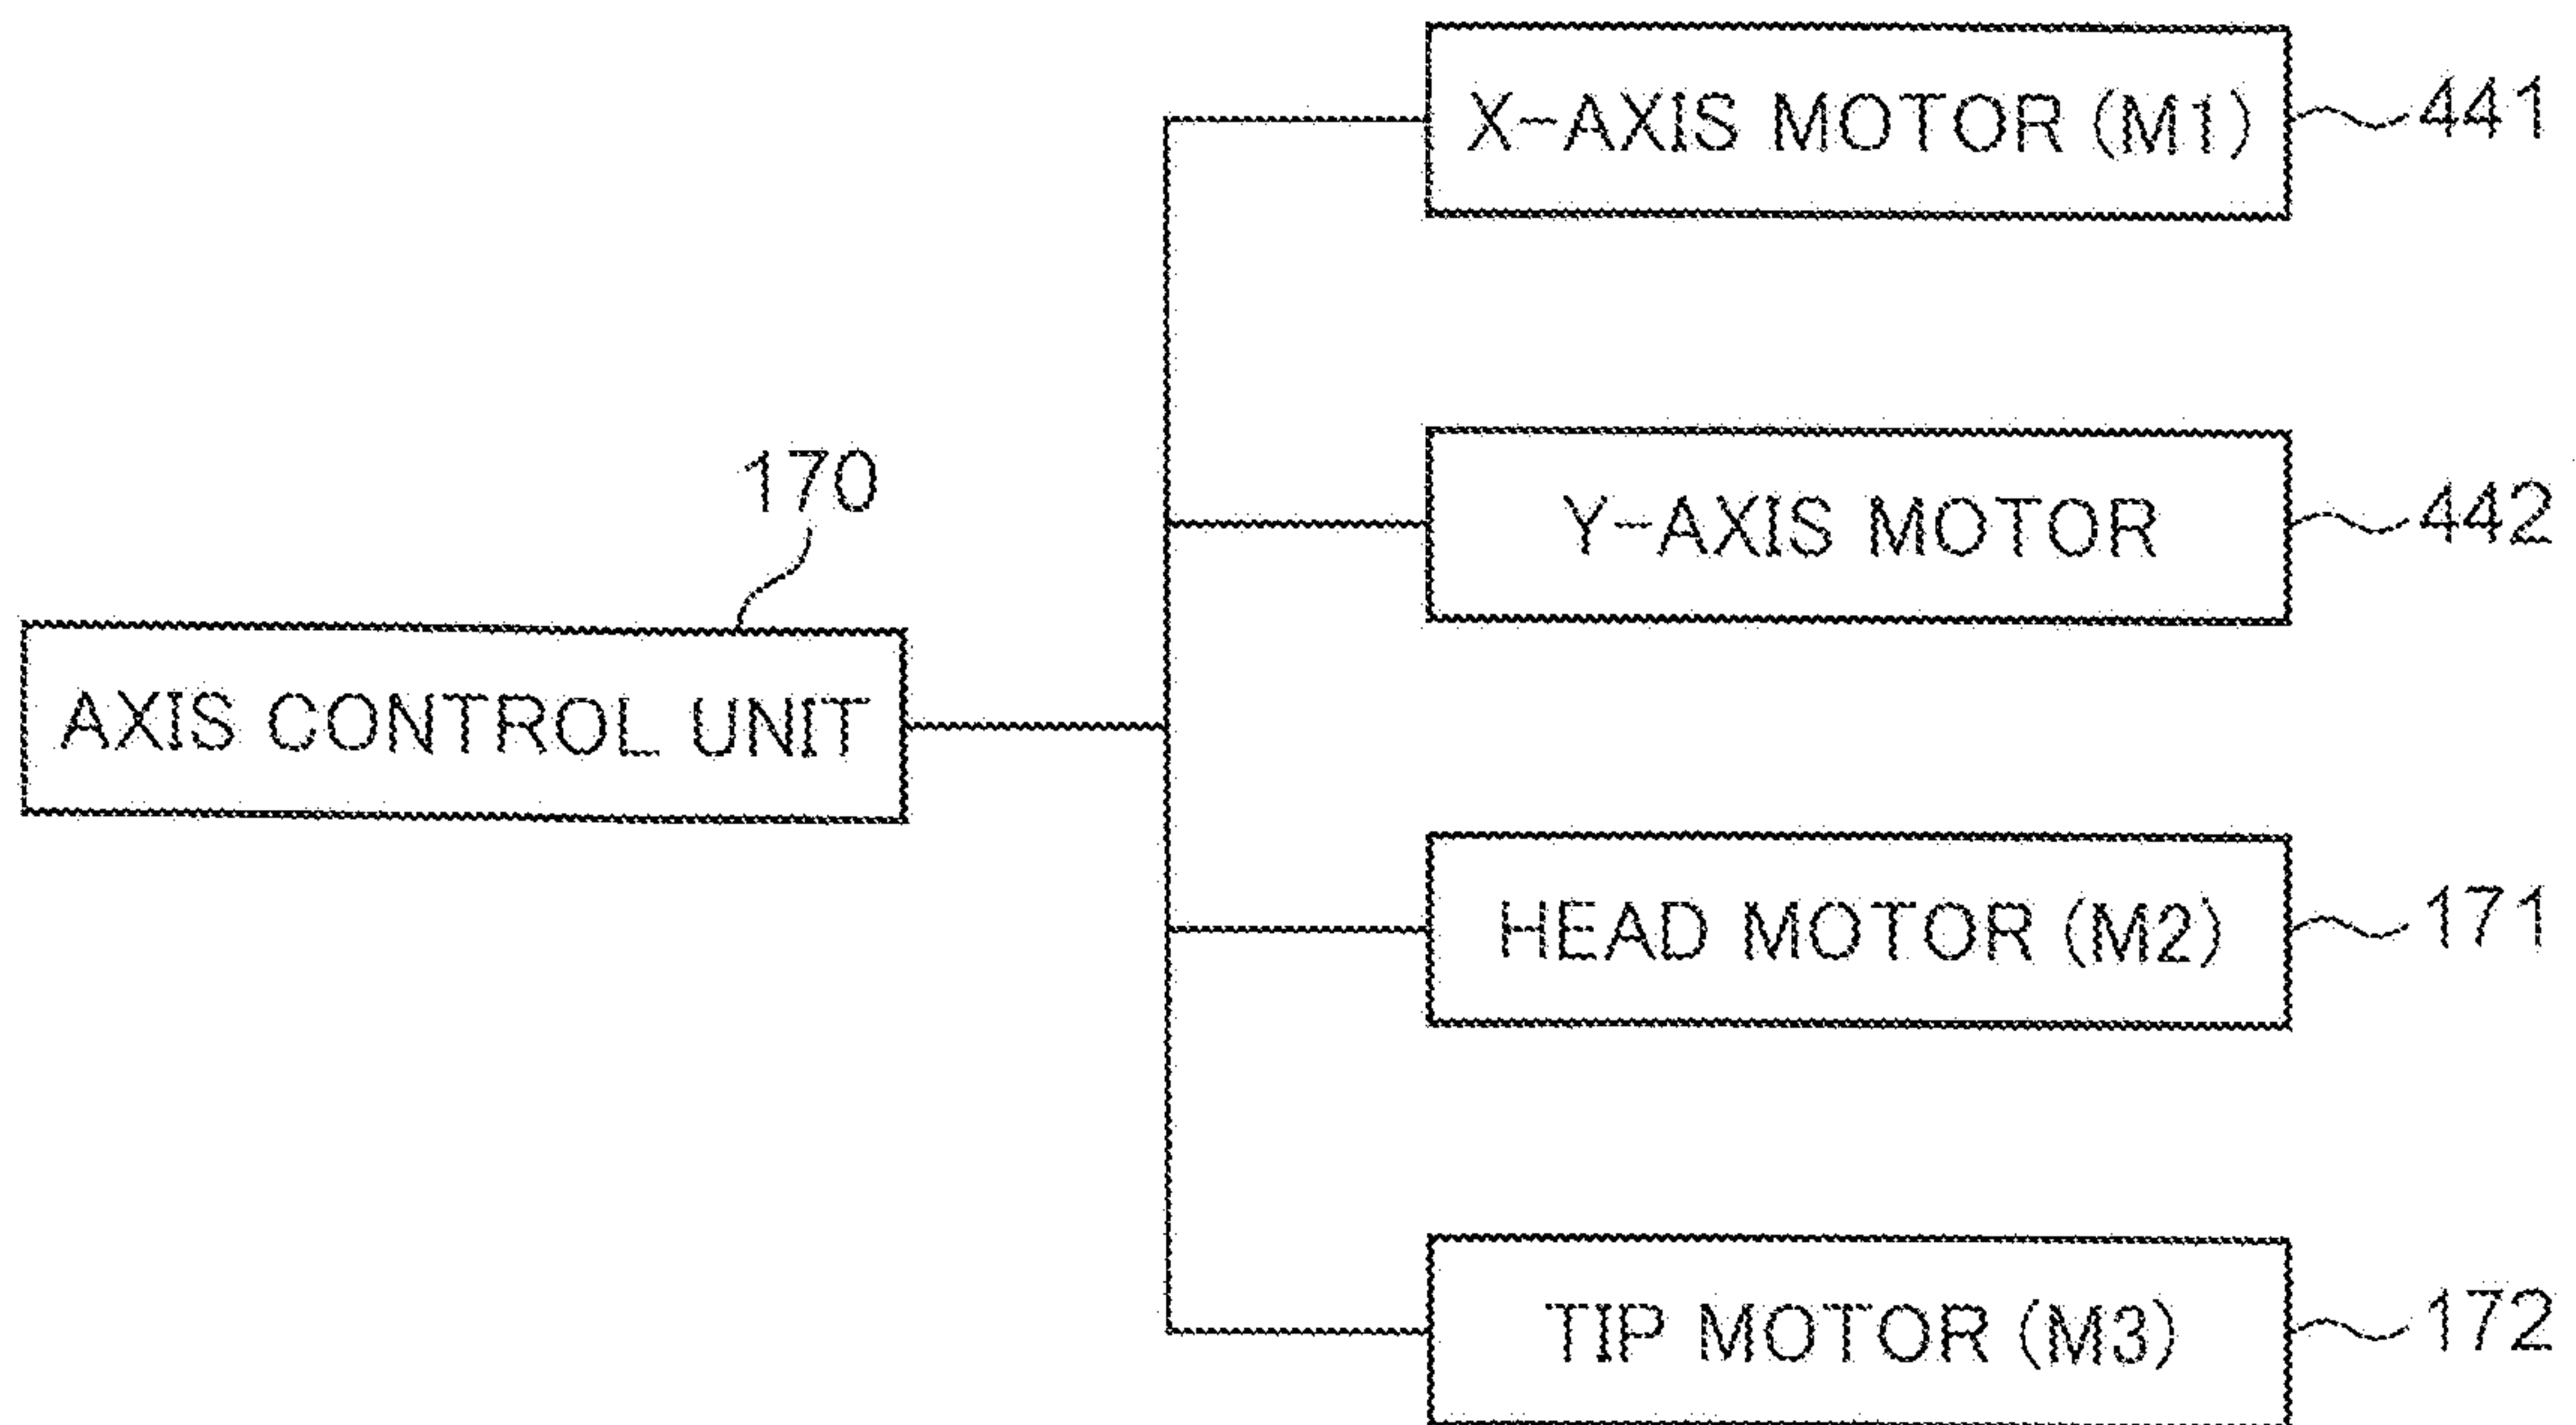 X-AXIS MOTOR (M1)
441
Y-AXIS MOTOR
442
170
AXIS CONTROL UNIT
HEAD MOTOR (M2)
171
TIP MOTOR (M3)
172